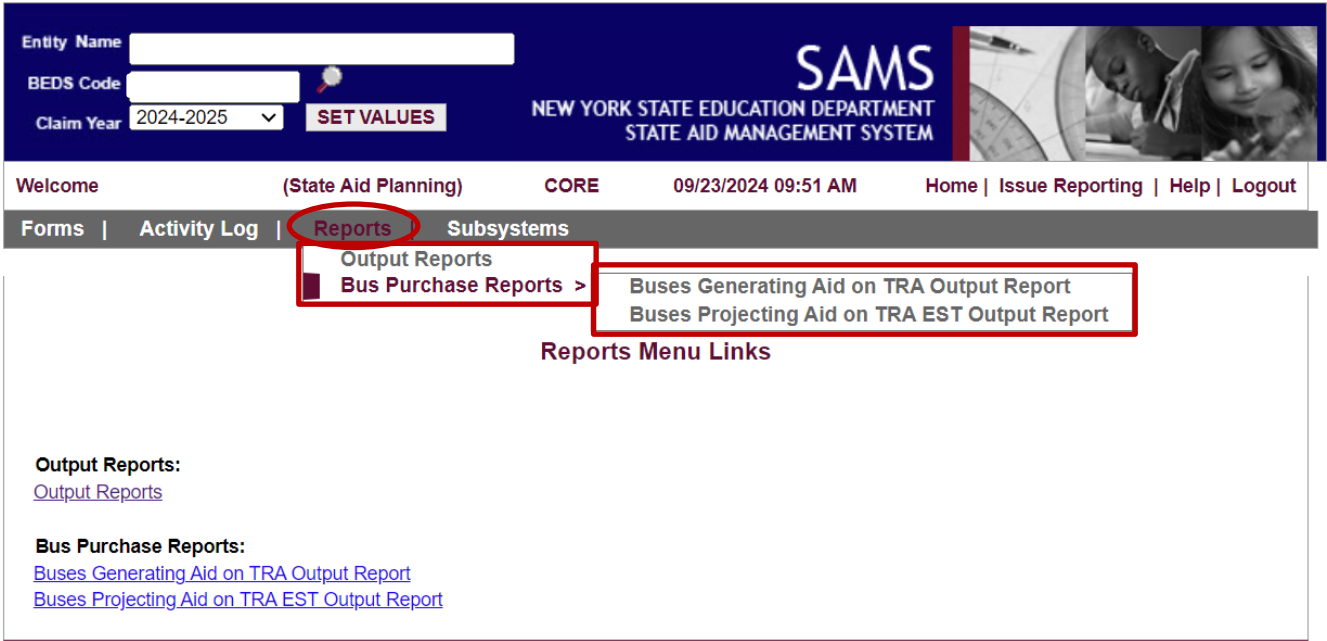 Entity Name
BEDS Code
Claim Year 2024-2025 SET VALUES
SAMS
NEW YORK STATE EDUCATION DEPARTMENT
STATE AID MANAGEMENT SYSTEM
Welcome (State Aid Planning) CORE 09/23/2024 09:51 AM Home | Issue Reporting | Help | Logout
Forms | Activity Log | Reports | Subsystems
Output Reports
Bus Purchase Reports >
Buses Generating Aid on TRA Output Report
Buses Projecting Aid on TRA EST Output Report
Reports Menu Links
Output Reports:
Output Reports
Bus Purchase Reports:
Buses Generating Aid on TRA Output Report
Buses Projecting Aid on TRA EST Output Report